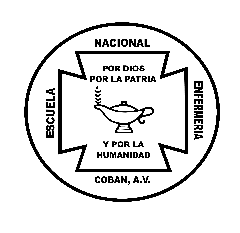 NACIONAL
ESCUELA
ENFERMERIA
POR DIOS
POR LA PATRIA
Y POR LA
HUMANIDAD
COBAN, A.V.